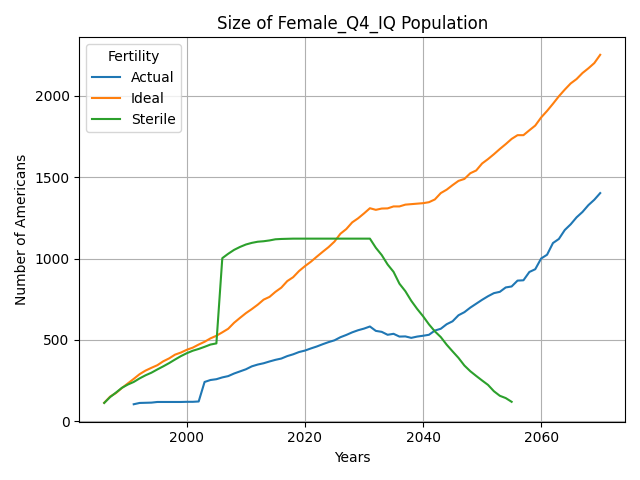 Size of Female_Q4_IQ Population
Fertility
Actual
Ideal
Sterile
Number of Americans
2000
1500
1000
500
0
2000
2020
2040
2060
Years